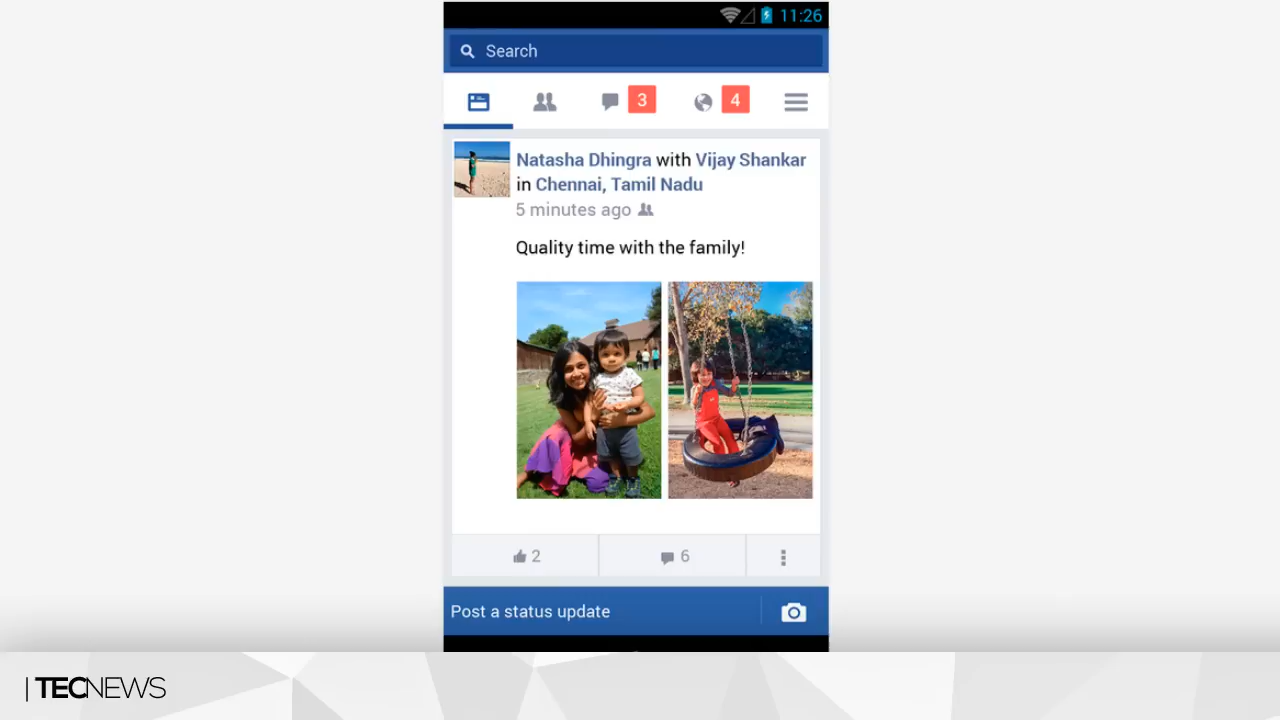 11:26
Search
3
4
Natasha Dhingra with Vijay Shankar
in Chennai, Tamil Nadu
5 minutes ago
Quality time with the family!
2
6
Post a status update
| TECNEWS